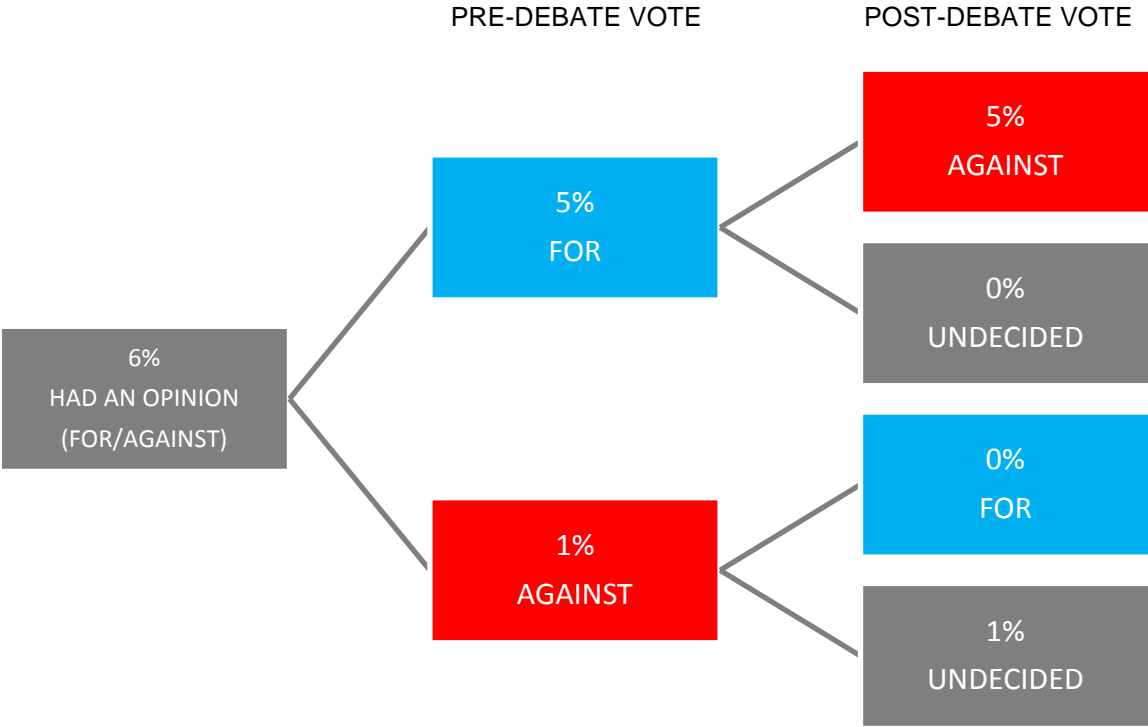 PRE-DEBATE VOTE
POST-DEBATE VOTE
5%
AGAINST
5%
FOR
0%
UNDECIDED
6%
HAD AN OPINION
(FOR/AGAINST)
0%
FOR
1%
AGAINST
1%
UNDECIDED